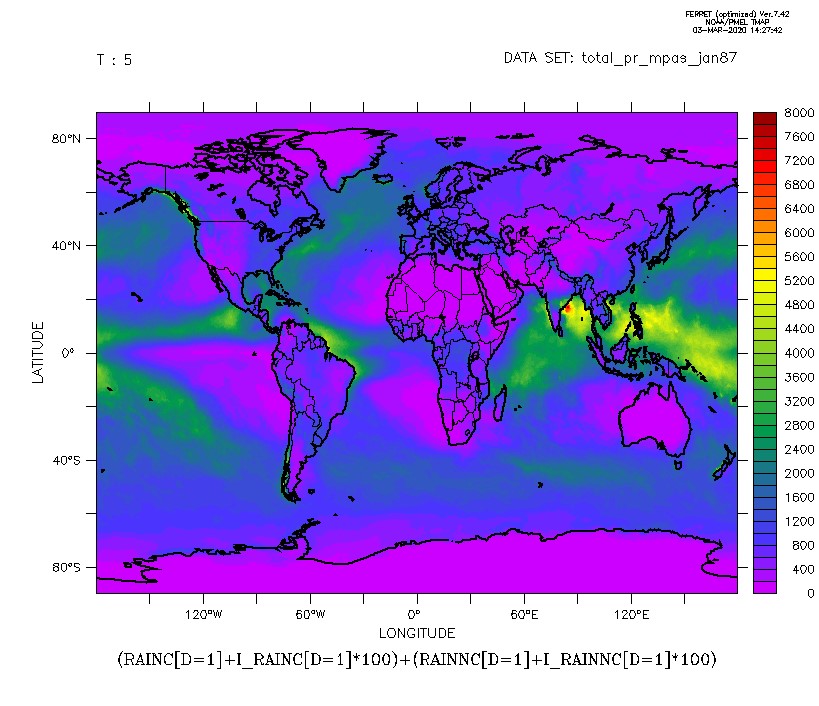 FERRET (optimized) Ver.7.42
NOAA/PMEL TMAP
03-MAR-2020 14:27:42
T : 5
DATA SET: total_pr_mpas_jan87
80°N
40°N
0°
40°S
80°S
LATITUDE
120°W
60°W
0°
60°E
120°E
LONGITUDE
8000
7600
7200
6800
6400
6000
5600
5200
4800
4400
4000
3600
3200
2800
2400
2000
1600
1200
800
400
0
(RAINC[D=1]+I_RAINC[D=1]*100)+(RAINNC[D=1]+I_RAINNC[D=1]*100)